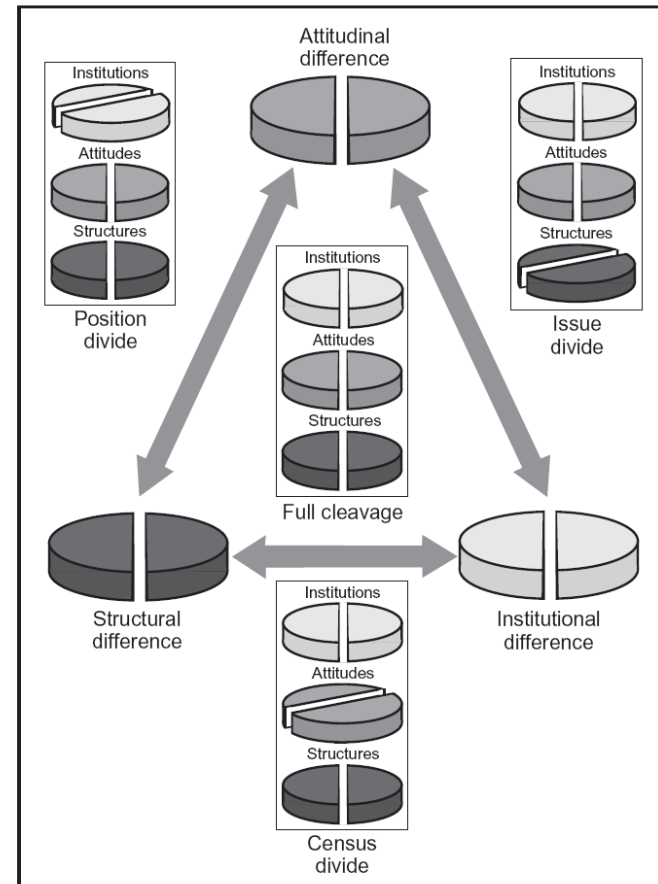 Attitudinal
difference
Institutions
Attitudes
Structures
Position
divide
Institutions
Attitudes
Structures
Issue
divide
Institutions
Attitudes
Structures
Full cleavage
Structural
difference
Institutional
difference
Institutions
Attitudes
Structures
Census
divide